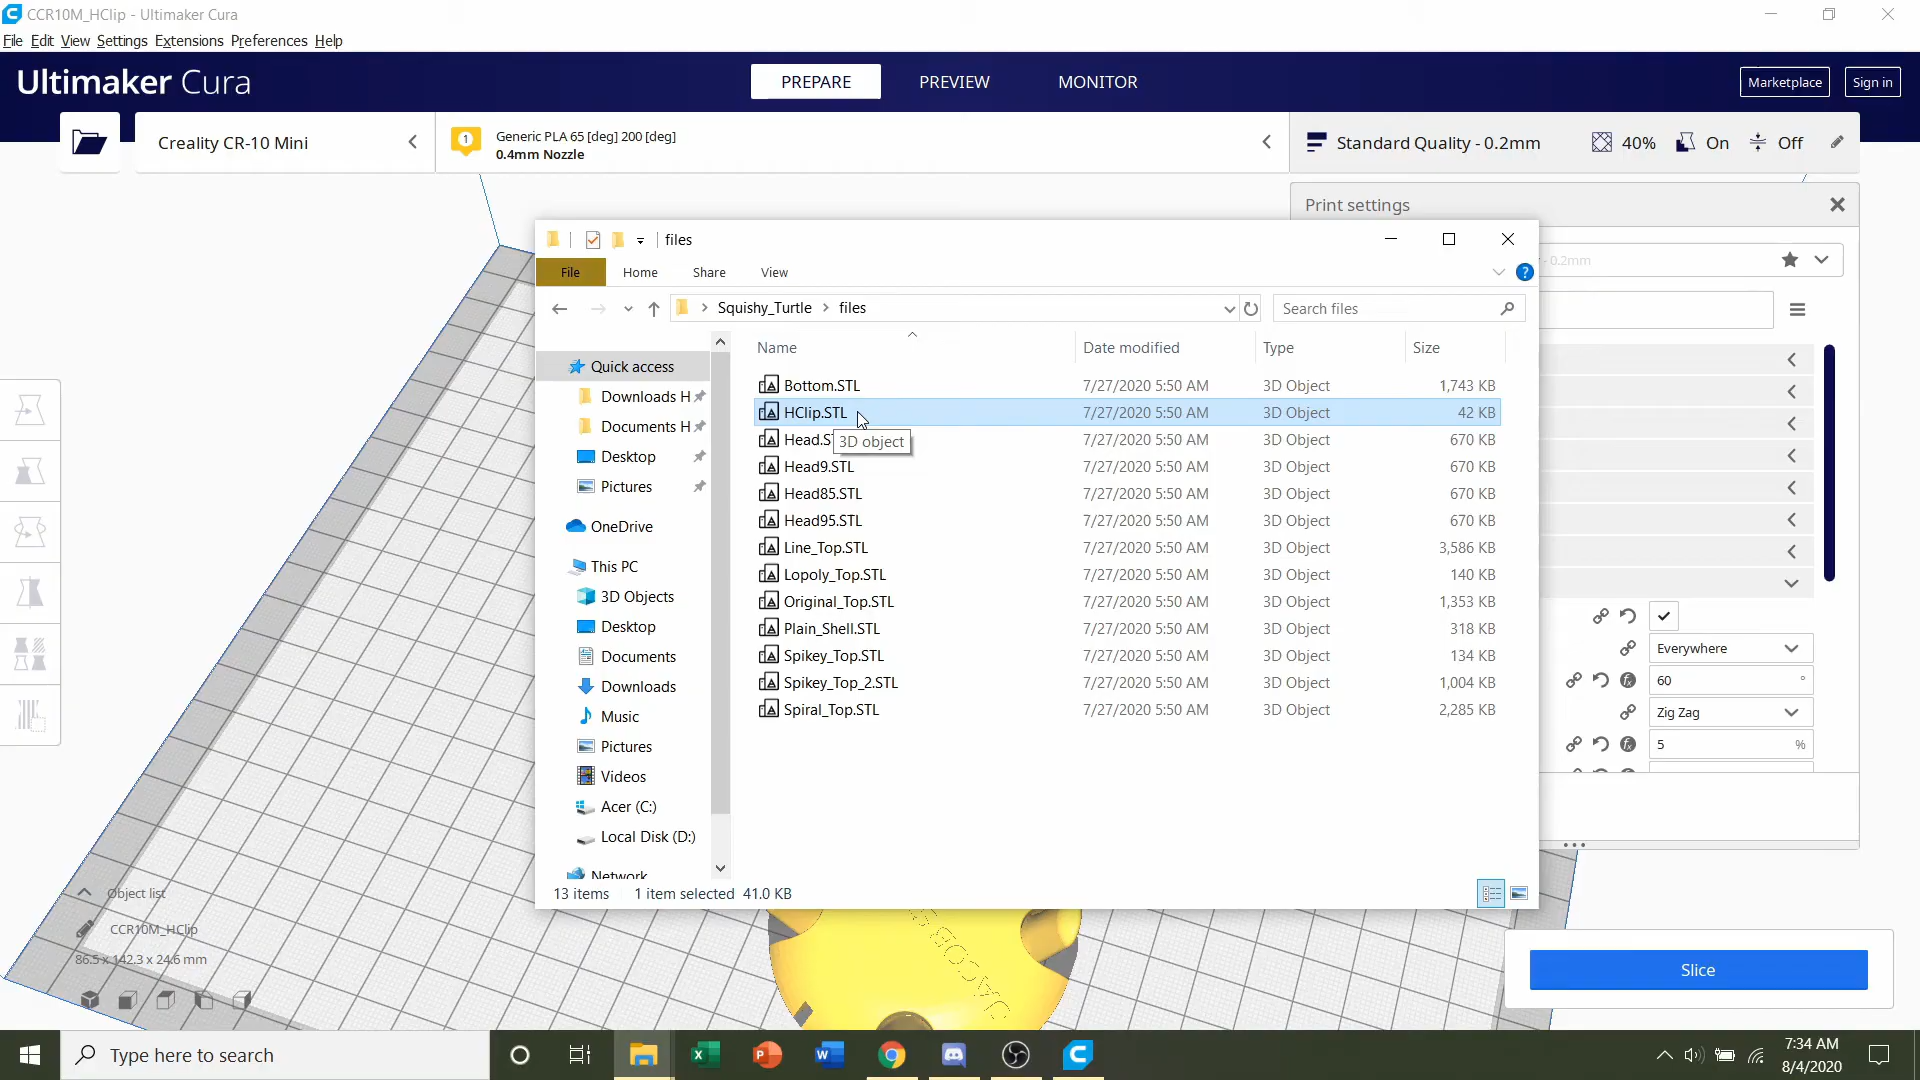 CCR10M_HClip - Ultimaker Cura
File Edit View Settings Extensions Preferences Help
Ultimaker Cura
PREPARE PREVIEW MONITOR
Marketplace Sign in
Creality CR-10 Mini
1
Generic PLA 65 [deg] 200 [deg]
0.4mm Nozzle
Standard Quality - 0.2mm 40% On Off
Print settings
files
- 0.2mm
File Home Share View
Squishy_Turtle > files
Search files
Name Date modified Type Size
Quick access
Downloads H
Documents H
Desktop
Pictures
OneDrive
This PC
3D Objects
Desktop
Documents
Downloads
Music
Pictures
Videos
Acer (C:)
Local Disk (D:)
Network
Bottom.STL 7/27/2020 5:50 AM 3D Object 1,743 KB
HClip.STL 7/27/2020 5:50 AM 3D Object 42 KB
Head.S 7/27/2020 5:50 AM 3D Object 670 KB
3D object
Head9.STL 7/27/2020 5:50 AM 3D Object 670 KB
Head85.STL 7/27/2020 5:50 AM 3D Object 670 KB
Head95.STL 7/27/2020 5:50 AM 3D Object 670 KB
Line_Top.STL 7/27/2020 5:50 AM 3D Object 3,586 KB
Lopoly_Top.STL 7/27/2020 5:50 AM 3D Object 140 KB
Original_Top.STL 7/27/2020 5:50 AM 3D Object 1,353 KB
Plain_Shell.STL 7/27/2020 5:50 AM 3D Object 318 KB
Spikey_Top.STL 7/27/2020 5:50 AM 3D Object 134 KB
Spikey_Top_2.STL 7/27/2020 5:50 AM 3D Object 1,004 KB
Spiral_Top.STL 7/27/2020 5:50 AM 3D Object 2,285 KB
13 items 1 item selected 41.0 KB
Everywhere
60 °
Zig Zag
5 %
Object list
CCR10M_HClip
86.5 x 142.3 x 24.6 mm
Slice
Type here to search
7:34 AM
8/4/2020